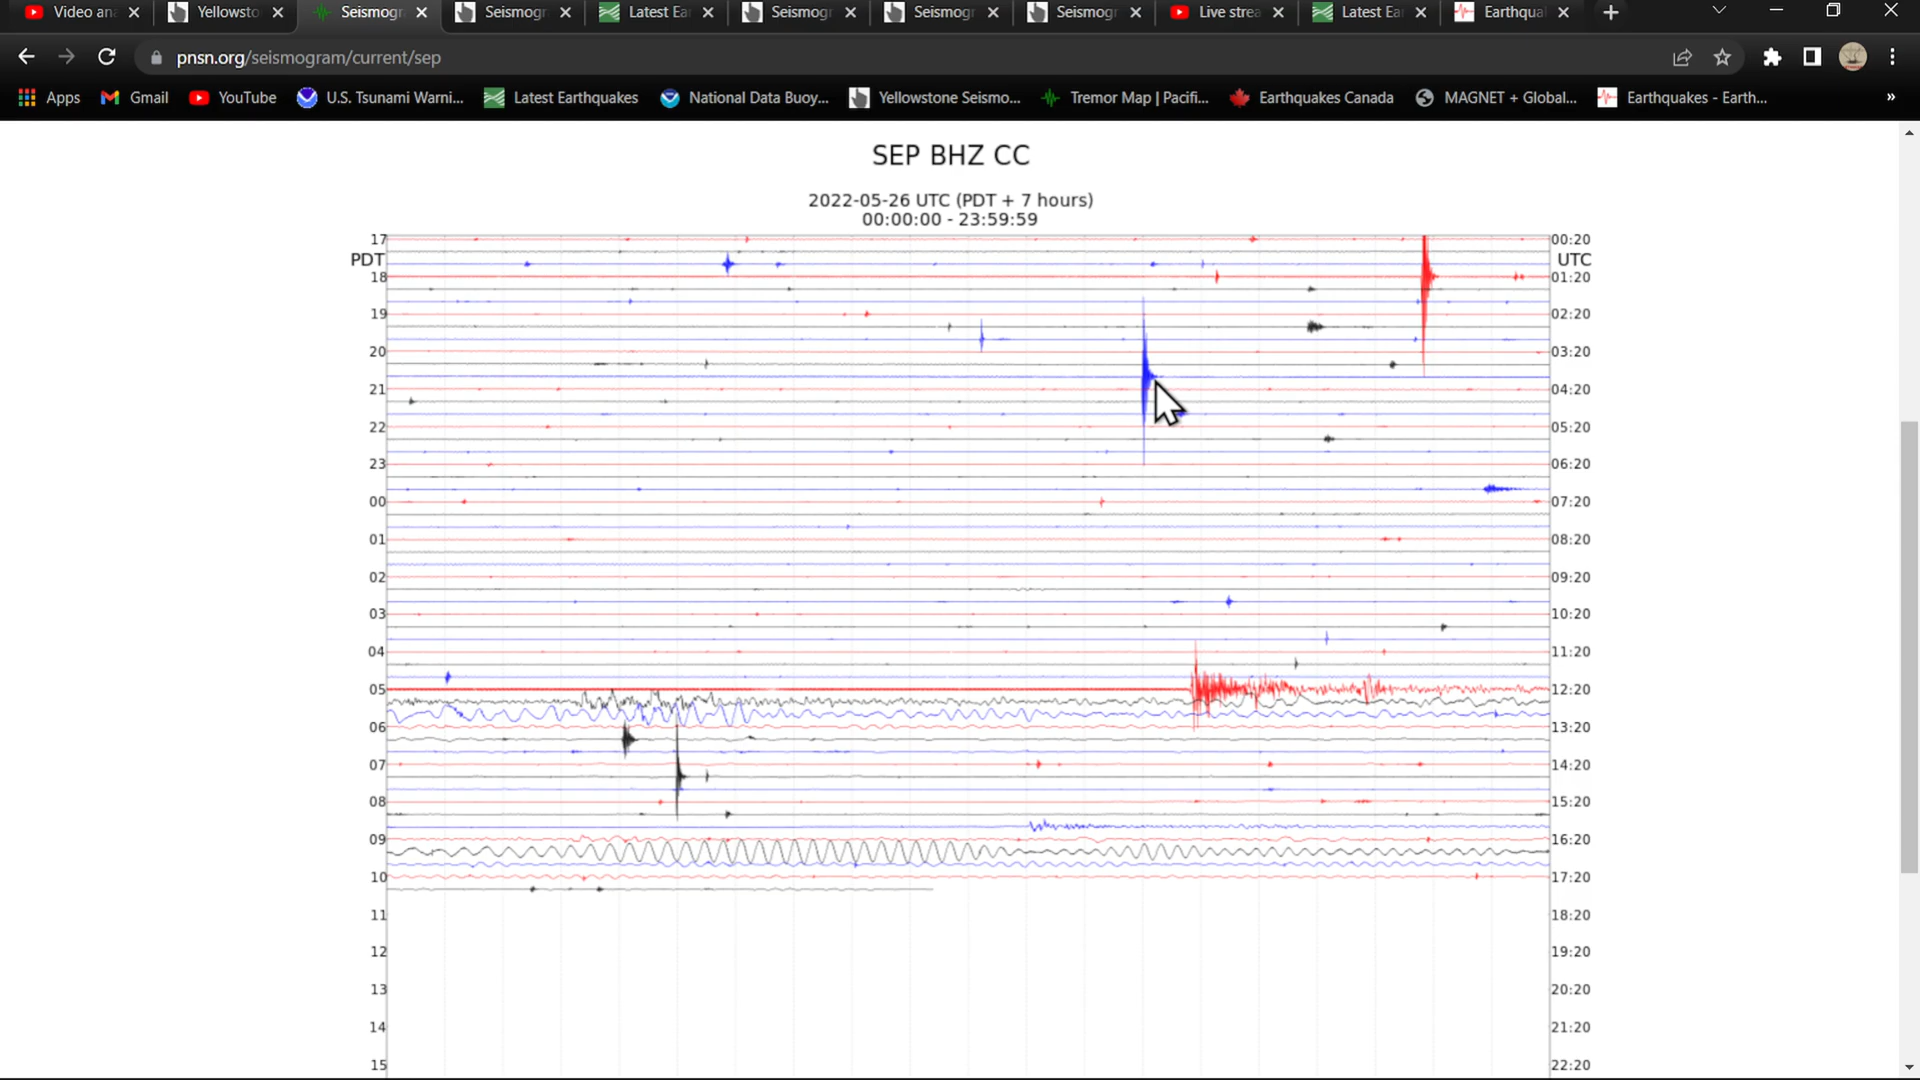 Video an
Yellowsto
Seismogr
Seismogr
Latest Ea
Seismogr
Seismogr
Seismogr
Live strea
Latest Ea
Earthqua
pnsn.org/seismogram/current/sep
Apps
Gmail
YouTube
U.S. Tsunami Warni...
Latest Earthquakes
National Data Buoy...
Yellowstone Seismo...
Tremor Map | Pacifi...
Earthquakes Canada
MAGNET + Global...
Earthquakes - Earth...
»
SEP BHZ CC
2022-05-26 UTC (PDT + 7 hours)
00:00:00 - 23:59:59
17 00:20
PDT UTC
18 01:20
19 02:20
20 03:20
21 04:20
22 05:20
23 06:20
00 07:20
01 08:20
02 09:20
03 10:20
04 11:20
05 12:20
06 13:20
07 14:20
08 15:20
09 16:20
10 17:20
11 18:20
12 19:20
13 20:20
14 21:20
15 22:20